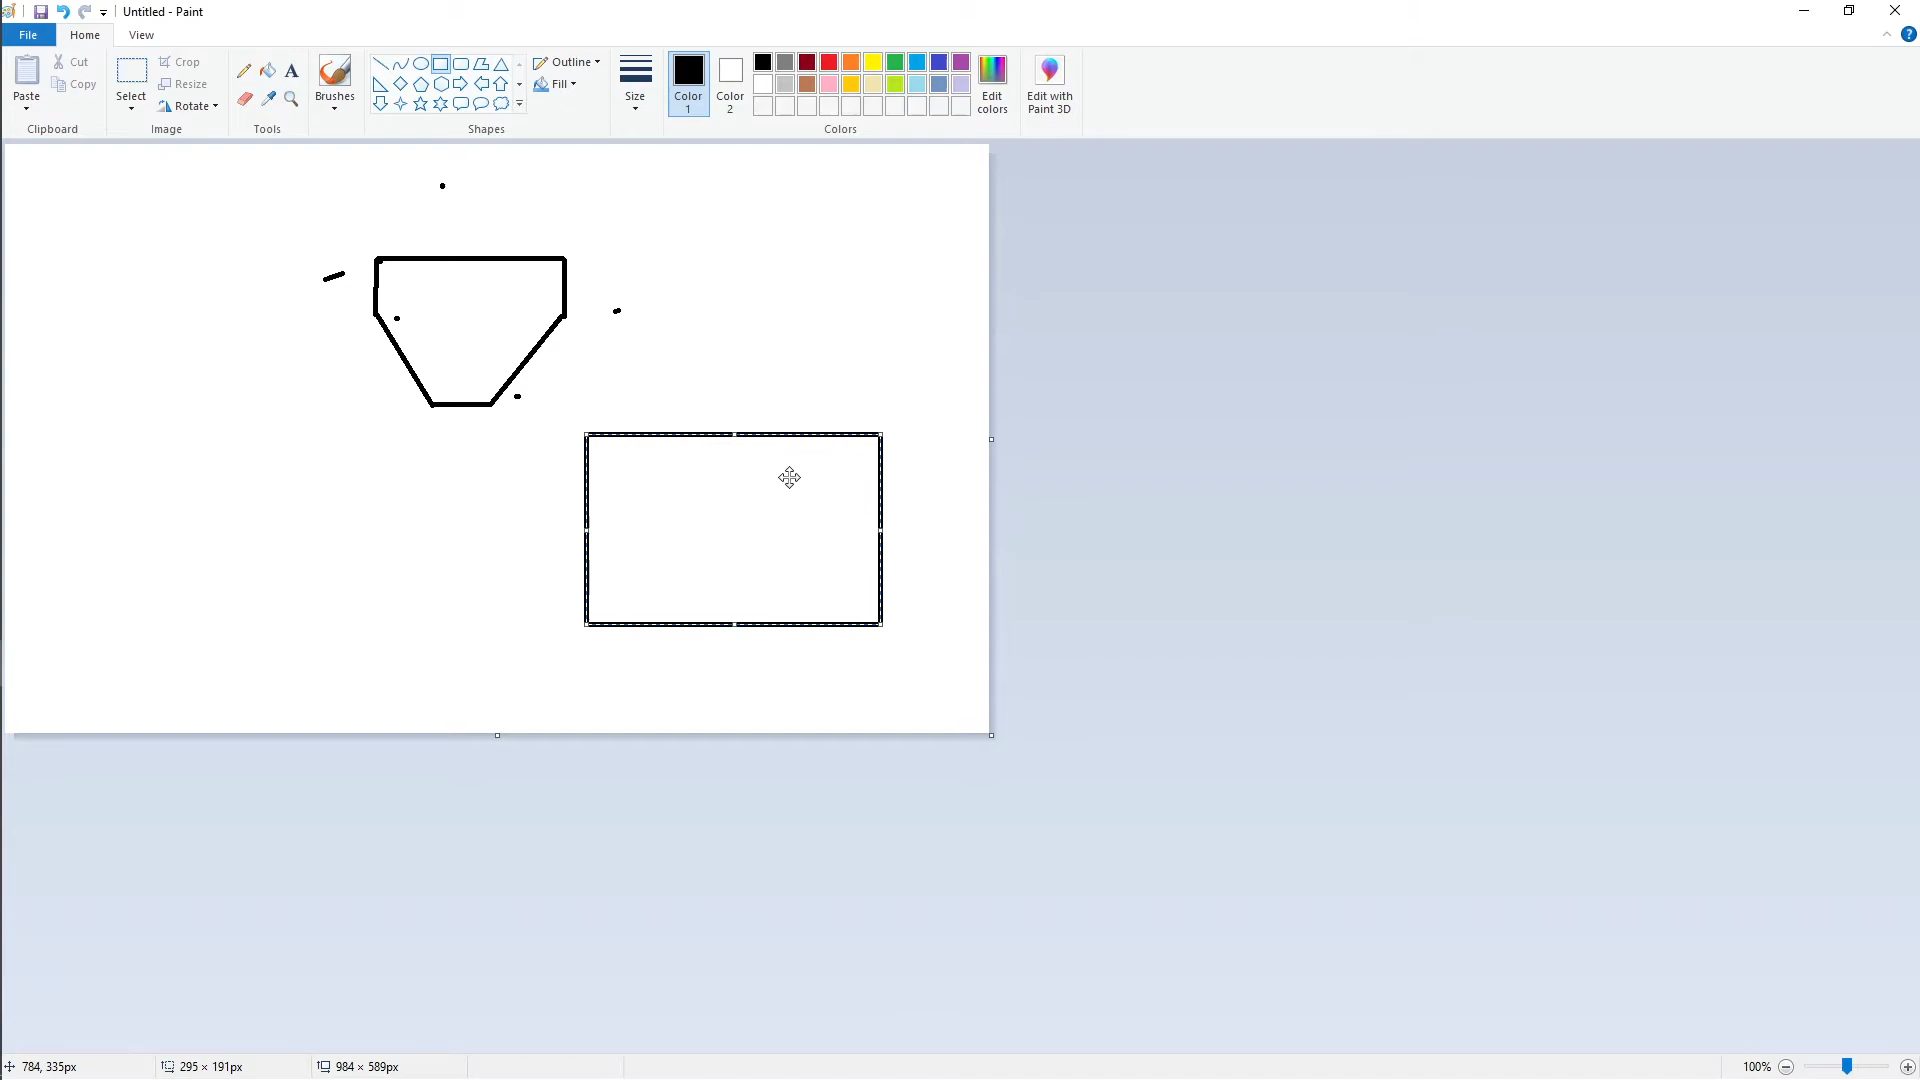 Untitled - Paint
File Home View
Paste
Cut
Copy
Clipboard
Select
Crop
Resize
Rotate
Image
A
Tools
Brushes
Shapes
Outline
Fill
Size
Color 1
Color 2
Colors
Edit colors
Edit with Paint 3D
784, 335px
295 × 191px
984 × 589px
100%